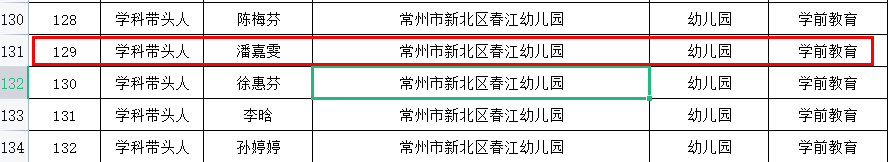 130 128 学科带头人 陈梅芬 常州市新北区春江幼儿园 幼儿园 学前教育
131 129 学科带头人 潘嘉雯 常州市新北区春江幼儿园 幼儿园 学前教育
132 130 学科带头人 徐惠芬 常州市新北区春江幼儿园 幼儿园 学前教育
133 131 学科带头人 李晗 常州市新北区春江幼儿园 幼儿园 学前教育
134 132 学科带头人 孙婷婷 常州市新北区春江幼儿园 幼儿园 学前教育